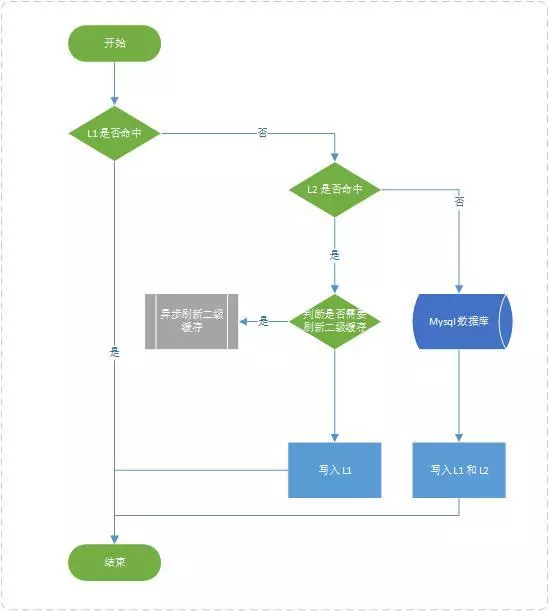 开始
L1 是否命中
否
L2 是否命中
否
是
异步刷新二级
缓存
是
判断是否需要
刷新二级缓存
Mysql 数据库
是
写入 L1
写入 L1 和 L2
结束